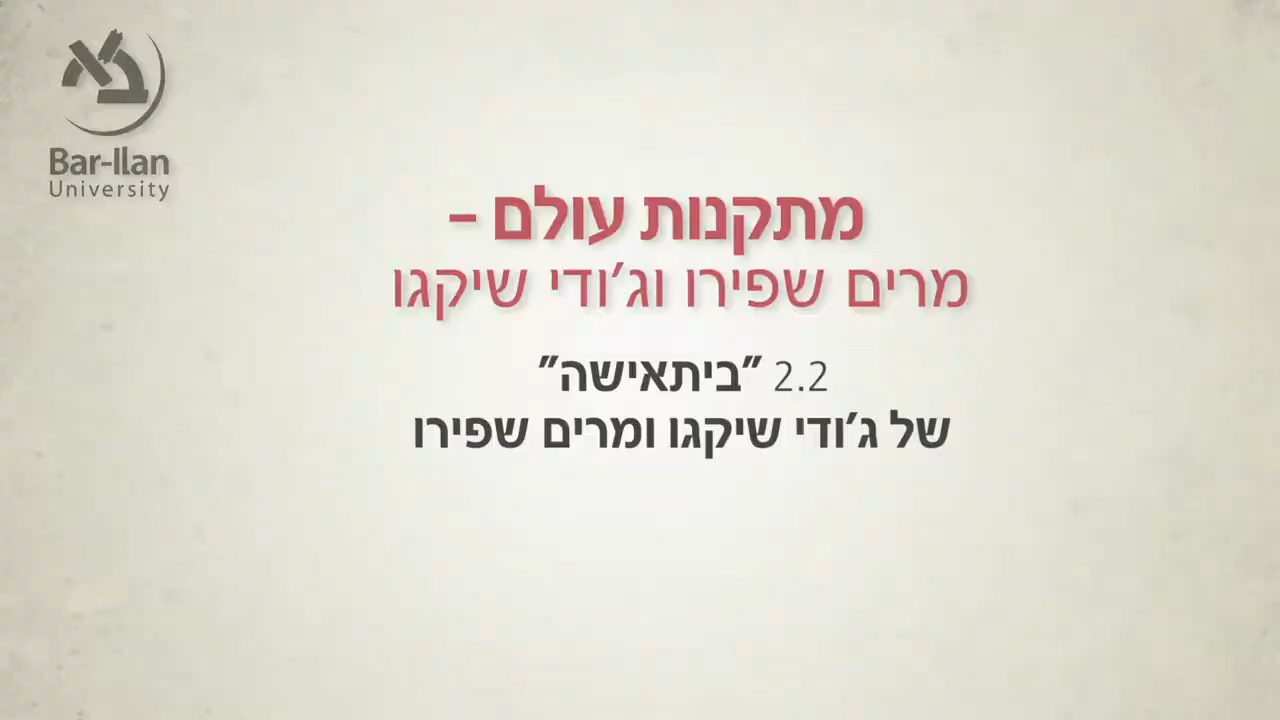 Bar-Ilan
University
מתקנות עולם –
מרים שפירו וג'ודי שיקגו
2.2 "ביתאישה"
של ג'ודי שיקגו ומרים שפירו